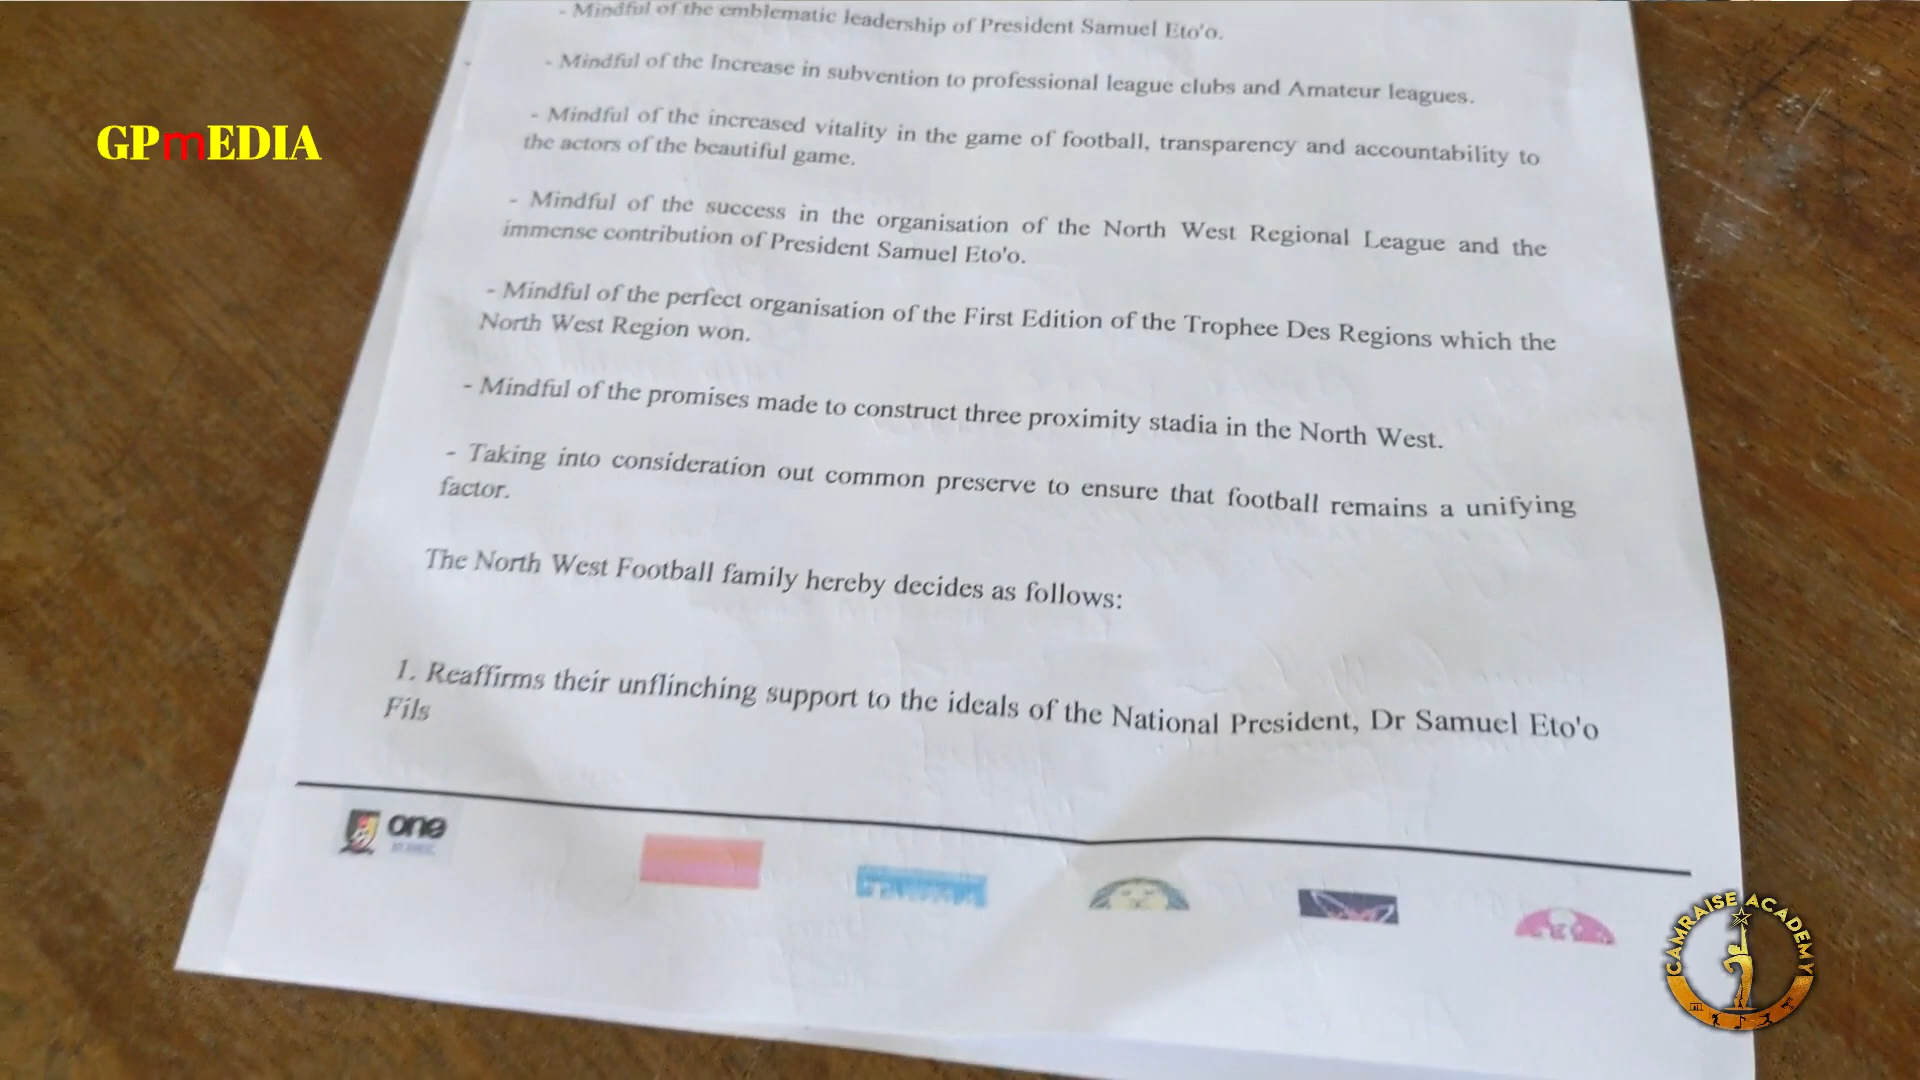 - Mindful of the emblematic leadership of President Samuel Eto'o.
- Mindful of the Increase in subvention to professional league clubs and Amateur leagues.
GPmEDIA
- Mindful of the increased vitality in the game of football, transparency and accountability to
the actors of the beautiful game.
- Mindful of the success in the organisation of the North West Regional League and the
immense contribution of President Samuel Eto'o.
- Mindful of the perfect organisation of the First Edition of the Trophee Des Regions which the
North West Region won.
- Mindful of the promises made to construct three proximity stadia in the North West.
- Taking into consideration out common preserve to ensure that football remains a unifying
factor.
The North West Football family hereby decides as follows:
1. Reaffirms their unflinching support to the ideals of the National President, Dr Samuel Eto'o
Fils
one
CAMRAISE ACADEMY